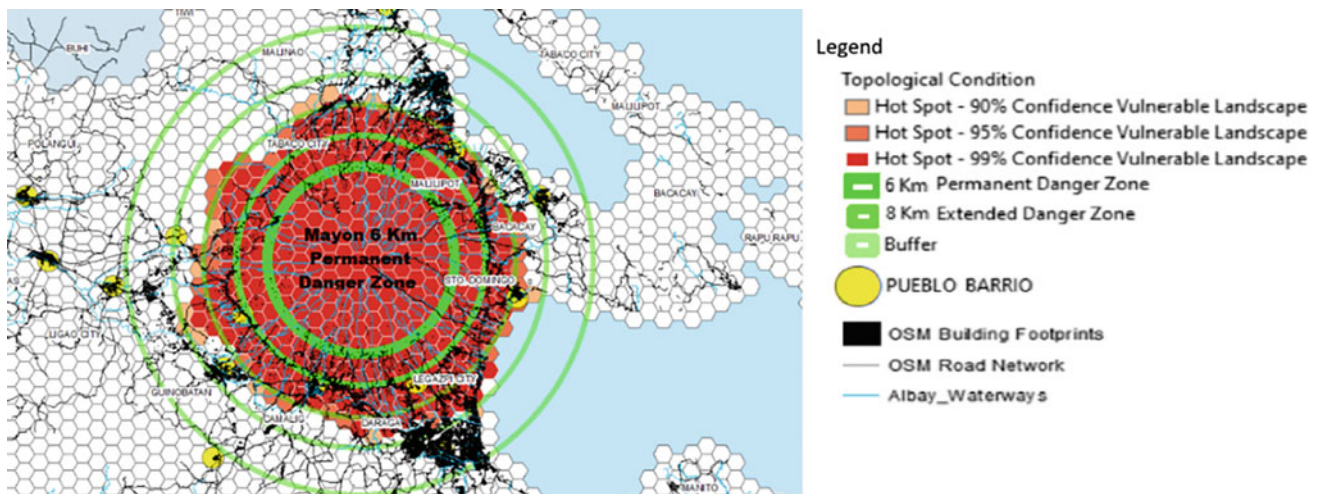 TIWI
BUHI
MALINAO
TABACO CITY
MALILIPOT
POLANGUI
TABACO CITY
MALILIPOT
BACACAY
BACACAY
RAPU RAPU
Mayon 6 Km
Permanent
Danger Zone
STO. DOMINGO
AS
LIGAO CITY
LEGAZPI CITY
GUINOBATAN
CAMALIG
DARAGA
MANITO
Legend
Topological Condition
Hot Spot - 90% Confidence Vulnerable Landscape
Hot Spot - 95% Confidence Vulnerable Landscape
Hot Spot - 99% Confidence Vulnerable Landscape
6 Km Permanent Danger Zone
8 Km Extended Danger Zone
Buffer
PUEBLO BARRIO
OSM Building Footprints
OSM Road Network
Albay_Waterways